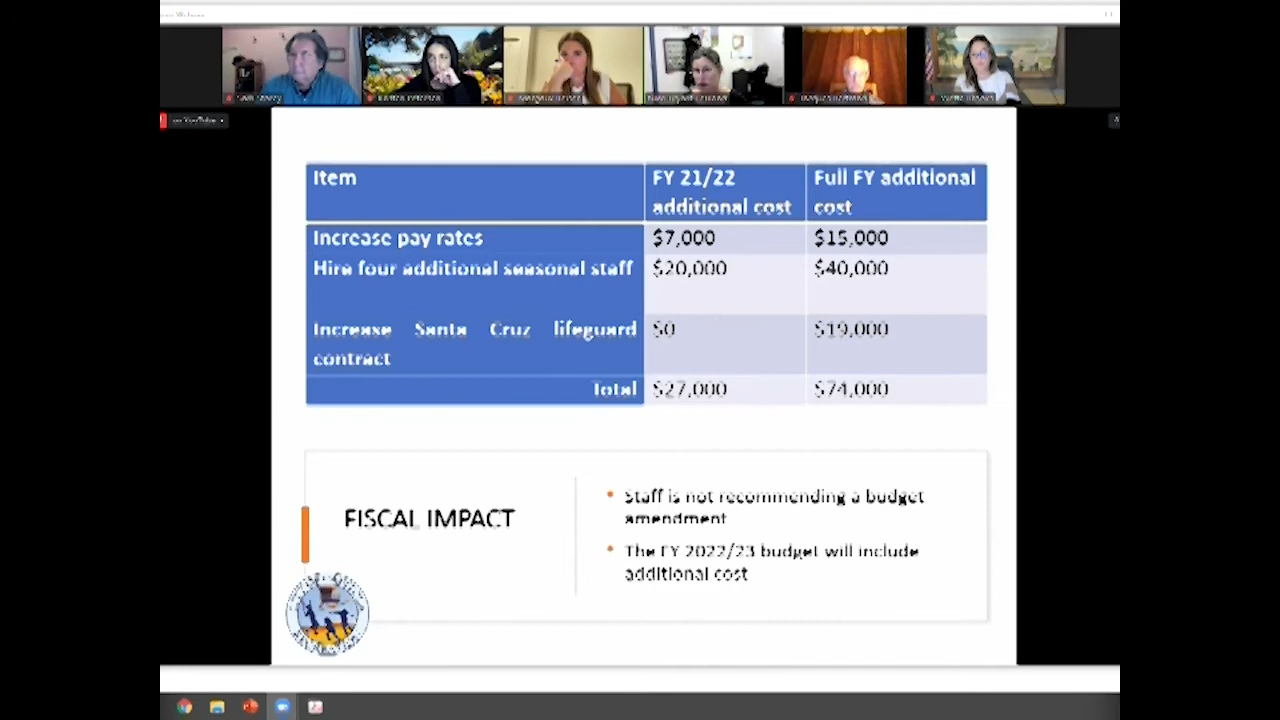 Item FY 21/22 Full FY additional
additional cost cost
Increase pay rates $7,000 $15,000
Hire four additional seasonal staff $20,000 $40,000
Increase Santa Cruz lifeguard $0 $19,000
contract
Total $27,000 $74,000
FISCAL IMPACT
• Staff is not recommending a budget
amendment
• The FY 2022/23 budget will include
additional cost